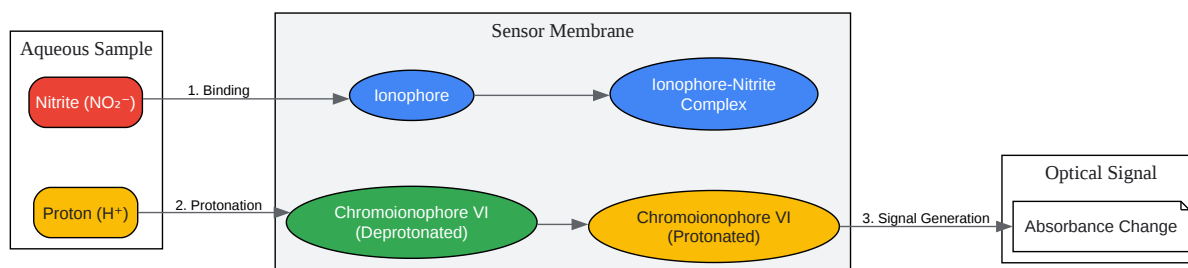 Aqueous Sample
Nitrite (NO₂⁻)
Proton (H⁺)
1. Binding
2. Protonation
Sensor Membrane
Ionophore
Ionophore-Nitrite
Complex
Chromoionophore VI
(Deprotonated)
Chromoionophore VI
(Protonated)
3. Signal Generation
Optical Signal
Absorbance Change